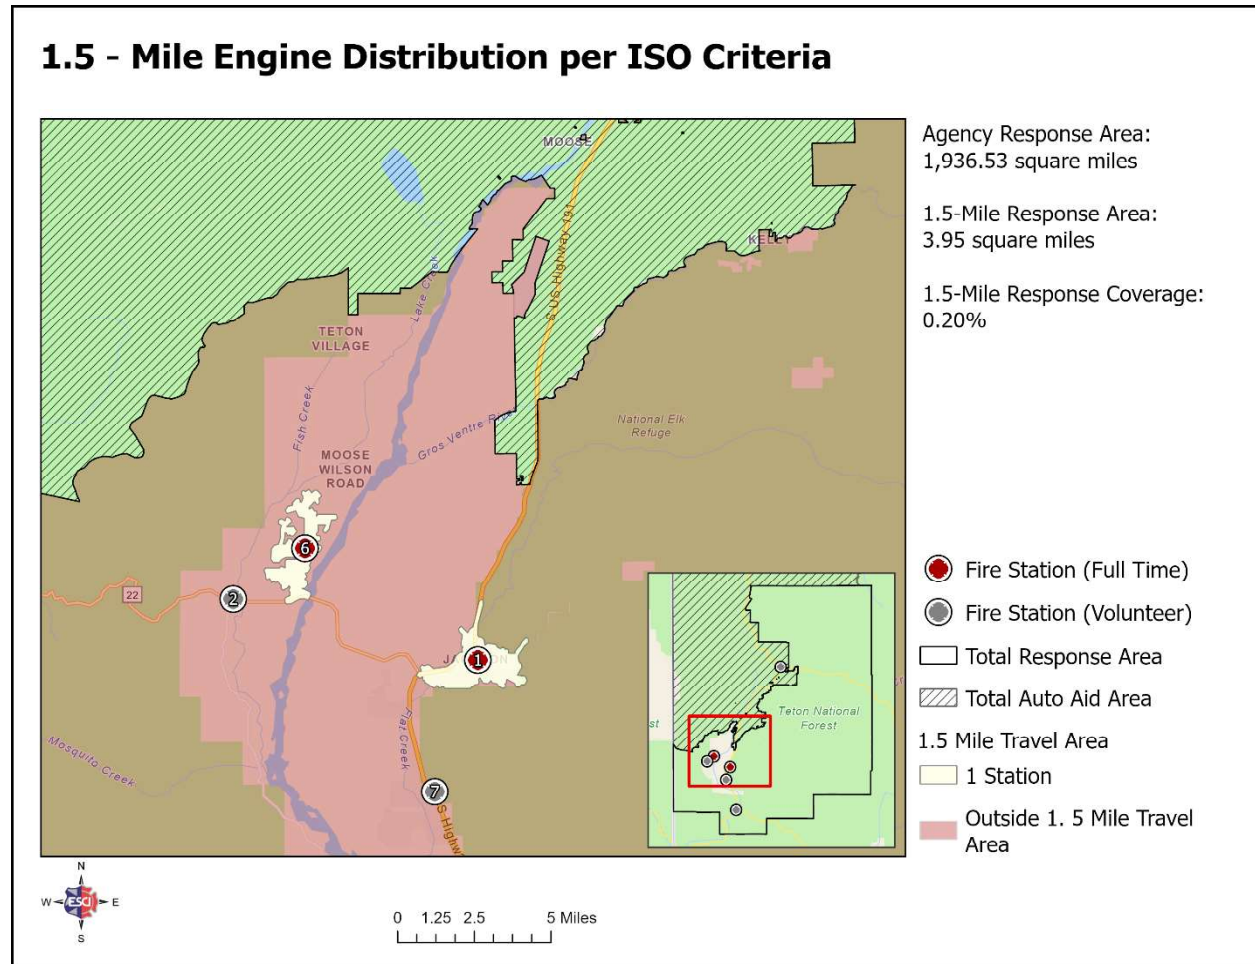 1.5 - Mile Engine Distribution per ISO Criteria
Agency Response Area:
1,936.53 square miles
1.5-Mile Response Area:
3.95 square miles
1.5-Mile Response Coverage:
0.20%
MOOSE
S US Highway 191
KELLY
Lake Creek
TETON
VILLAGE
Fish Creek
National Elk
Refuge
Gros Ventre River
MOOSE
WILSON
ROAD
6
22
2
JACKSON
1
Flat Creek
Mosquito Creek
7
S Highw
Teton National
Forest
st
Fire Station (Full Time)
Fire Station (Volunteer)
Total Response Area
Total Auto Aid Area
1.5 Mile Travel Area
1 Station
Outside 1. 5 Mile Travel
Area
N
W ESCI E
S
0 1.25 2.5 5 Miles